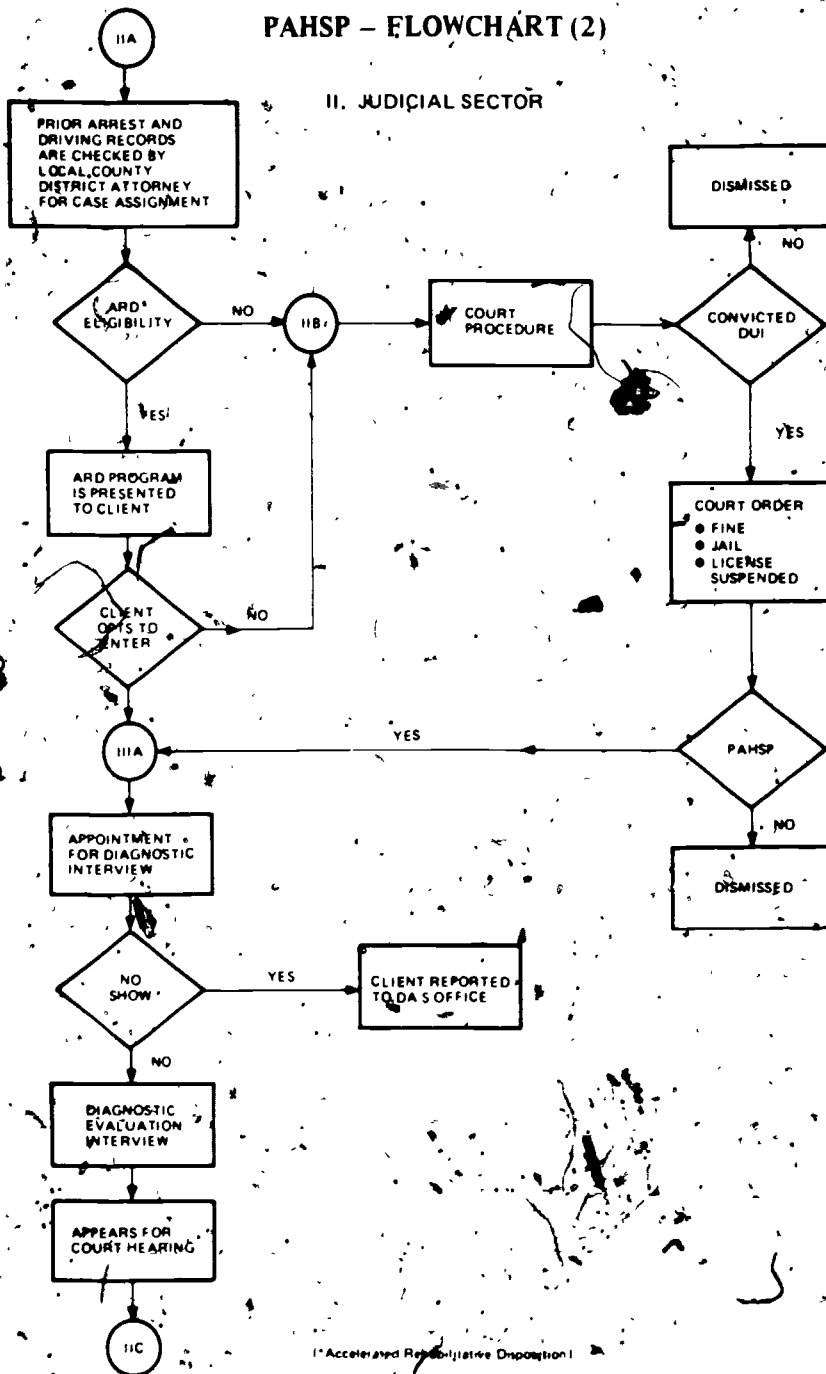 PAHSP – FLOWCHART (2)
II. JUDICIAL SECTOR
IIA
PRIOR ARREST AND
DRIVING RECORDS
ARE CHECKED BY
LOCAL COUNTY
DISTRICT ATTORNEY
FOR CASE ASSIGNMENT
ARD*
ELIGIBILITY
NO
IIB
COURT
PROCEDURE
CONVICTED
DUI
NO
DISMISSED
YES
COURT ORDER
● FINE
● JAIL
● LICENSE
SUSPENDED
YES
ARD PROGRAM
IS PRESENTED
TO CLIENT
CLIENT
OPTS TO
ENTER
NO
IIIA
YES
PAHSP
NO
DISMISSED
APPOINTMENT
FOR DIAGNOSTIC
INTERVIEW
NO
SHOW
YES
CLIENT REPORTED
TO DA S OFFICE
NO
DIAGNOSTIC
EVALUATION
INTERVIEW
APPEARS FOR
COURT HEARING
IIC
(*Accelerated Rehabilitative Disposition)